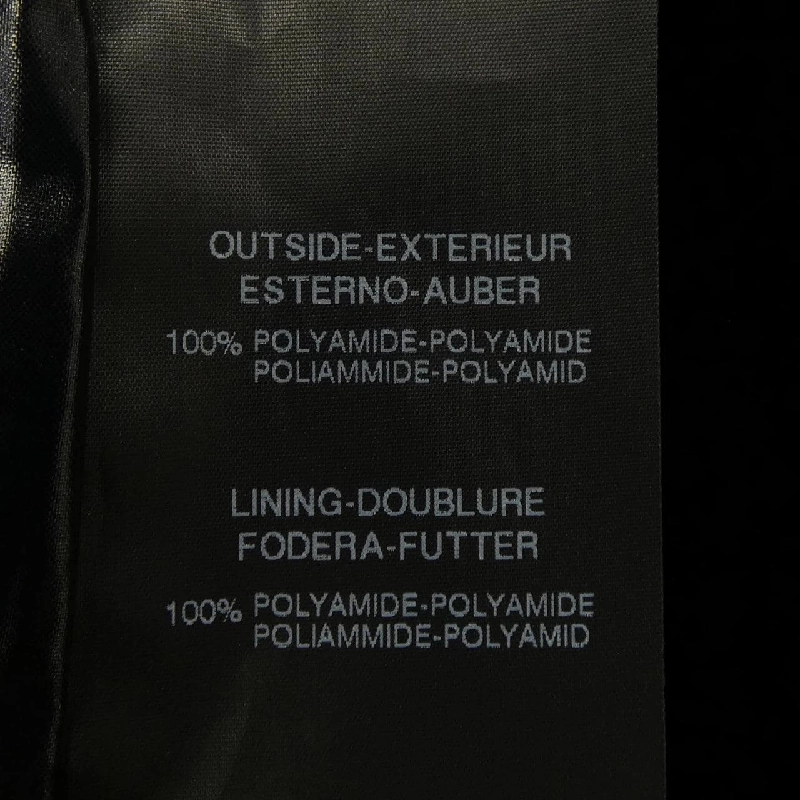 OUTSIDE-EXTERIEUR
ESTERNO-AUBER
100% POLYAMIDE-POLYAMIDE
POLIAMMIDE-POLYAMID
LINING-DOUBLURE
FODERA-FUTTER
100% POLYAMIDE-POLYAMIDE
POLIAMMIDE-POLYAMID